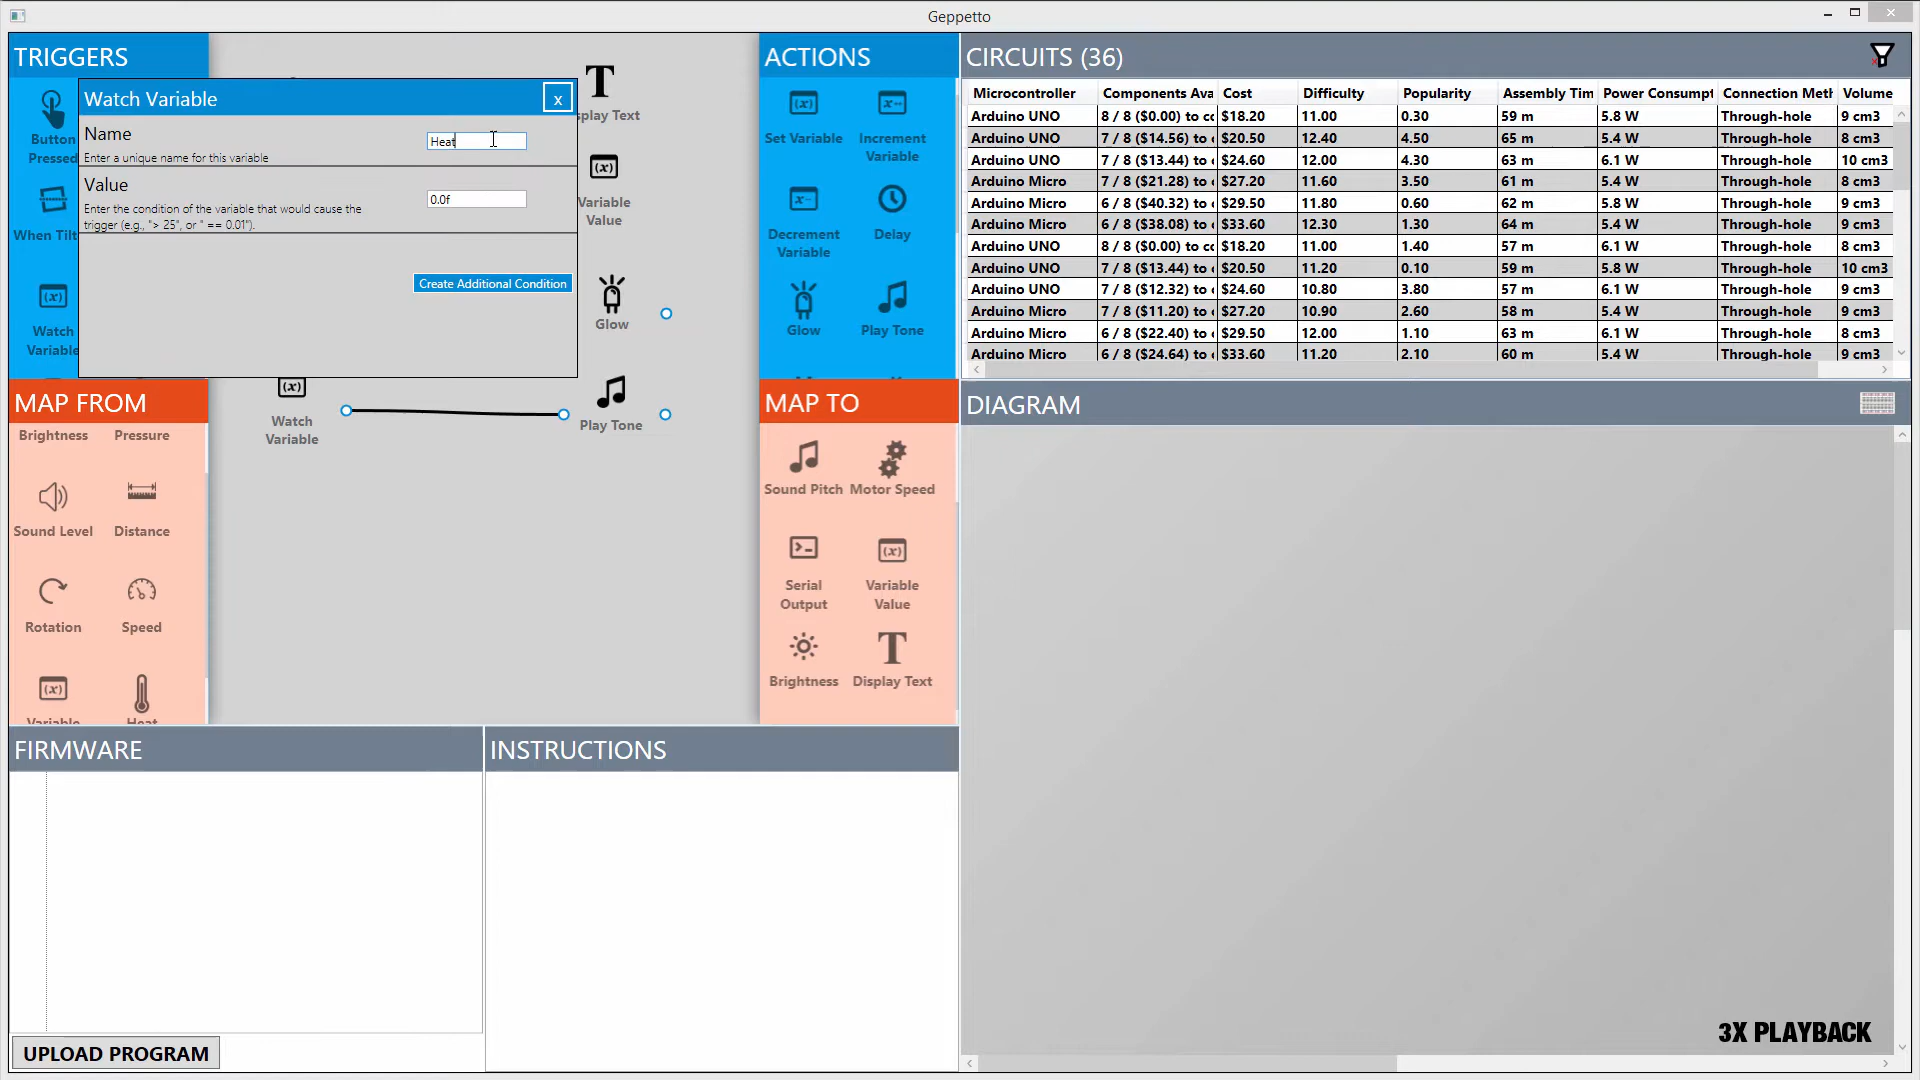 Geppetto
TRIGGERS
Button
Pressed
When Tilt
Watch
Variable
Watch Variable
x
Name
Enter a unique name for this variable
Heat
Value
Enter the condition of the variable that would cause the
trigger (e.g., "> 25", or " == 0.01").
0.0f
Create Additional Condition
T
splay Text
(x)
Variable
Value
Glow
(x)
Watch
Variable
Play Tone
ACTIONS
Set Variable
Increment
Variable
Decrement
Variable
Delay
Glow
Play Tone
MAP FROM
Brightness
Pressure
Sound Level
Distance
Rotation
Speed
Variable
Heat
MAP TO
Sound Pitch
Motor Speed
Serial
Output
Variable
Value
Brightness
Display Text
CIRCUITS (36)
Microcontroller Components Ava Cost Difficulty Popularity Assembly Tim Power Consumpt Connection Meth Volume
Arduino UNO 8 / 8 ($0.00) to co $18.20 11.00 0.30 59 m 5.8 W Through-hole 9 cm3
Arduino UNO 7 / 8 ($14.56) to $20.50 12.40 4.50 65 m 5.4 W Through-hole 8 cm3
Arduino UNO 7 / 8 ($13.44) to $24.60 12.00 4.30 63 m 6.1 W Through-hole 10 cm3
Arduino Micro 7 / 8 ($21.28) to $27.20 11.60 3.50 61 m 5.4 W Through-hole 8 cm3
Arduino Micro 6 / 8 ($40.32) to $29.50 11.80 0.60 62 m 5.8 W Through-hole 9 cm3
Arduino Micro 6 / 8 ($38.08) to $33.60 12.30 1.30 64 m 5.4 W Through-hole 9 cm3
Arduino UNO 8 / 8 ($0.00) to co $18.20 11.00 1.40 57 m 6.1 W Through-hole 8 cm3
Arduino UNO 7 / 8 ($13.44) to $20.50 11.20 0.10 59 m 5.8 W Through-hole 10 cm3
Arduino UNO 7 / 8 ($12.32) to $24.60 10.80 3.80 57 m 6.1 W Through-hole 9 cm3
Arduino Micro 7 / 8 ($11.20) to $27.20 10.90 2.60 58 m 5.4 W Through-hole 9 cm3
Arduino Micro 6 / 8 ($22.40) to $29.50 12.00 1.10 63 m 6.1 W Through-hole 8 cm3
Arduino Micro 6 / 8 ($24.64) to $33.60 11.20 2.10 60 m 5.4 W Through-hole 9 cm3
DIAGRAM
FIRMWARE
INSTRUCTIONS
UPLOAD PROGRAM
3X PLAYBACK